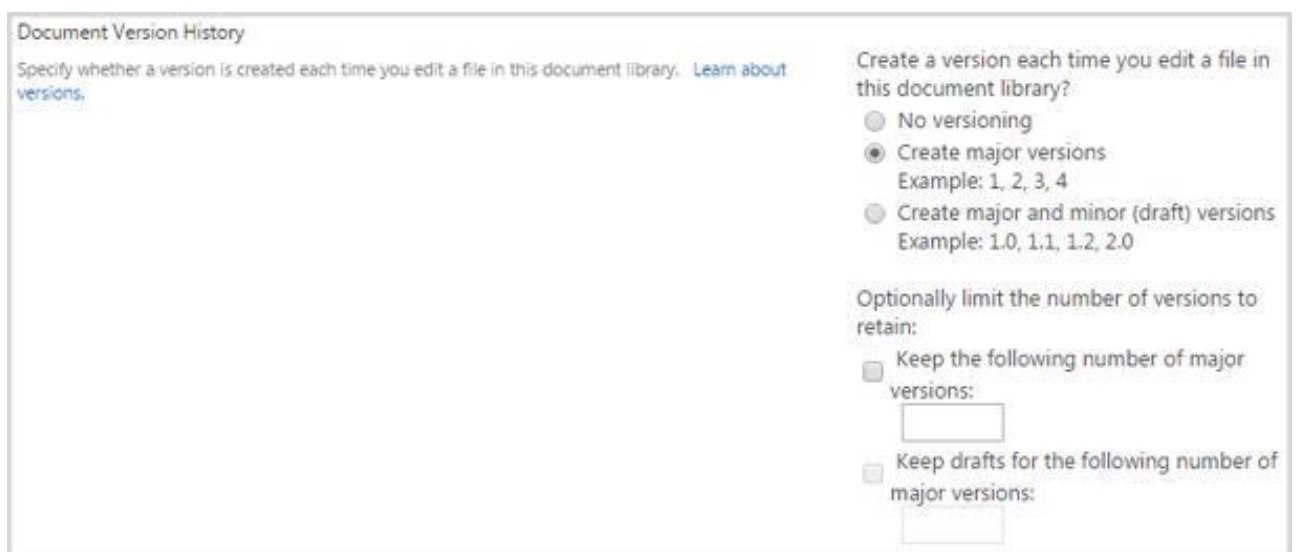 Document Version History
Specify whether a version is created each time you edit a file in this document library. Learn about
versions.
Create a version each time you edit a file in
this document library?
No versioning
Create major versions
Example: 1, 2, 3, 4
Create major and minor (draft) versions
Example: 1.0, 1.1, 1.2, 2.0
Optionally limit the number of versions to
retain:
Keep the following number of major
versions:
Keep drafts for the following number of
major versions: